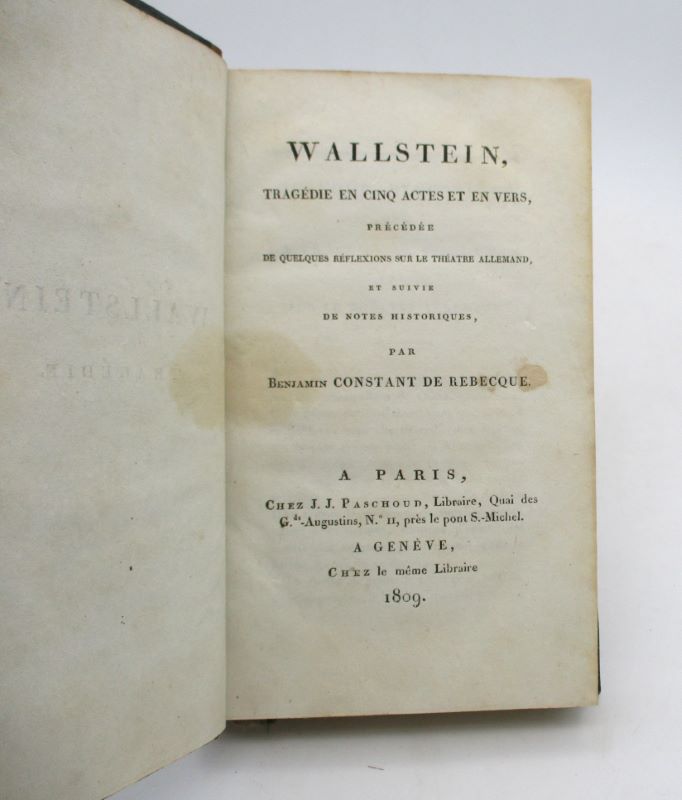 WALLSTEIN,
TRAGÉDIE EN CINQ ACTES ET EN VERS,
PRÉCÉDÉE
DE QUELQUES RÉFLEXIONS SUR LE THÉATRE ALLEMAND,
ET SUIVIE
DE NOTES HISTORIQUES,
PAR
BENJAMIN CONSTANT DE REBECQUE.
A PARIS,
CHEZ J. J. PASCHOUD, Libraire, Quai des
G.ds-Augustins, N.° 11, près le pont S.-Michel.
A GENÈVE,
CHEZ le même Libraire
1809.